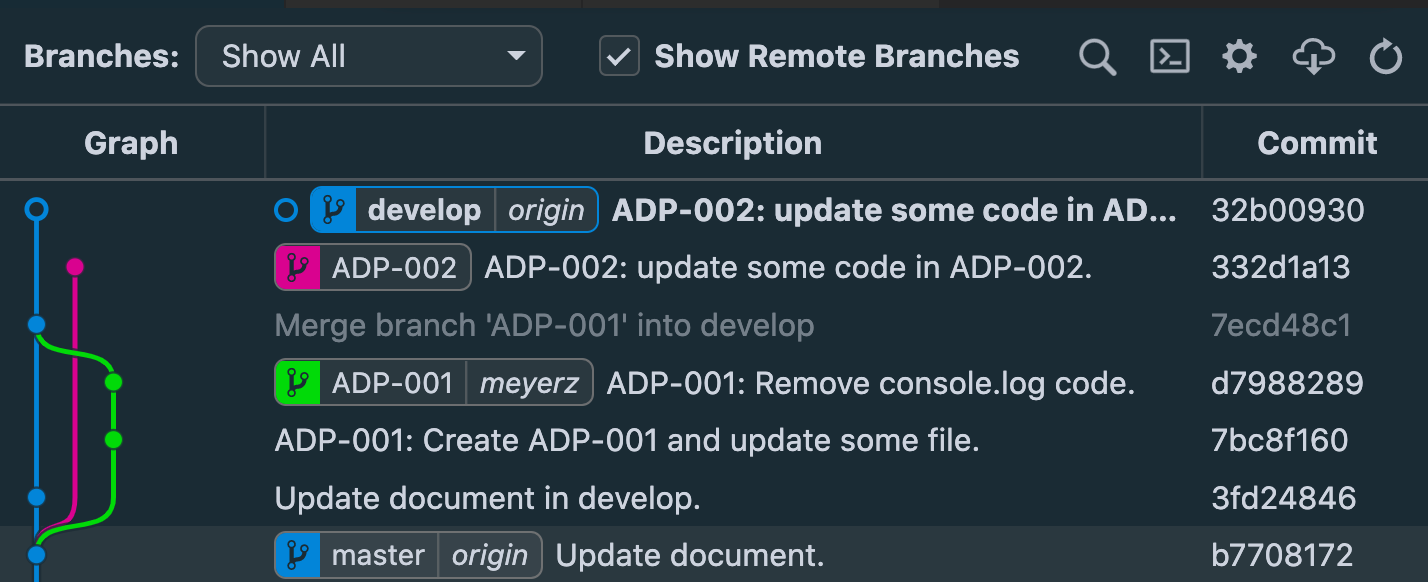 Branches: Show All Show Remote Branches
Graph Description Commit
develop origin ADP-002: update some code in AD... 32b00930
ADP-002 ADP-002: update some code in ADP-002. 332d1a13
Merge branch 'ADP-001' into develop 7ecd48c1
ADP-001 meyerz ADP-001: Remove console.log code. d7988289
ADP-001: Create ADP-001 and update some file. 7bc8f160
Update document in develop. 3fd24846
master origin Update document. b7708172